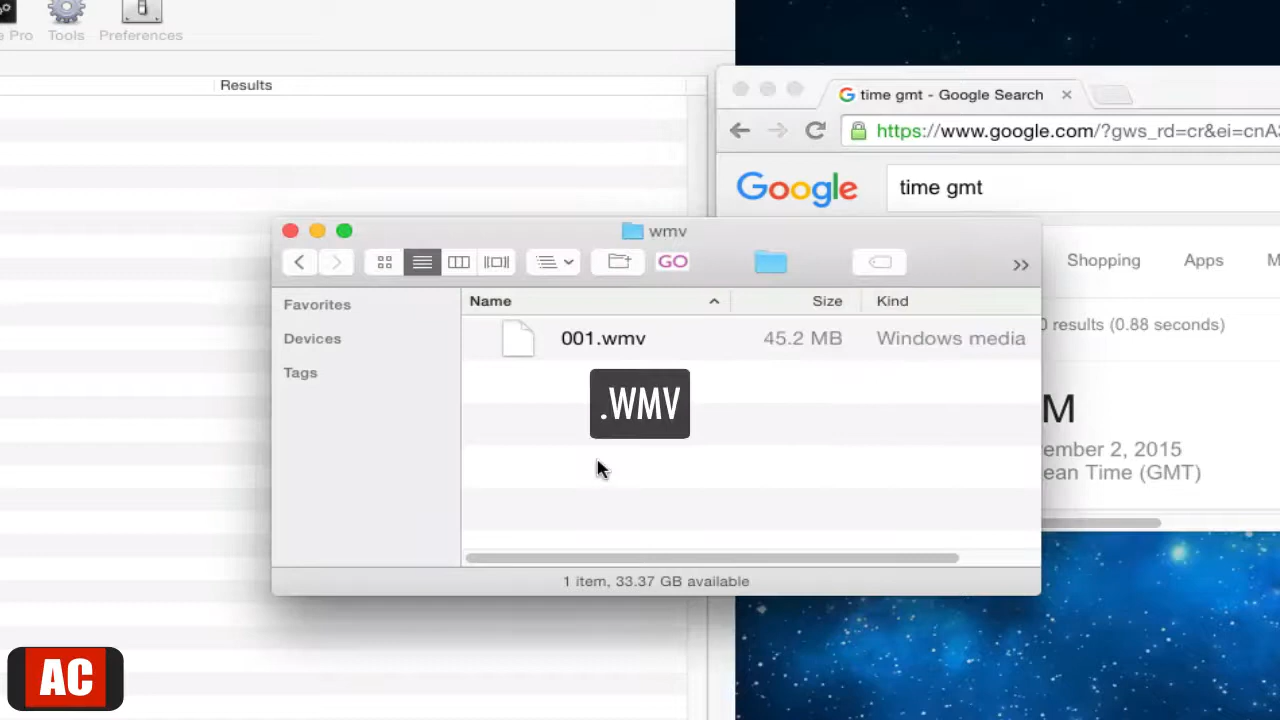 e Pro Tools Preferences
Results
time gmt - Google Search
https://www.google.com/?gws_rd=cr&ei=cnA
Google time gmt
wmv
GO
Shopping Apps M
Name Size Kind
Favorites
Devices
Tags
001.wmv 45.2 MB Windows media
0 results (0.88 seconds)
.WMV
M
ember 2, 2015
ean Time (GMT)
1 item, 33.37 GB available
AC